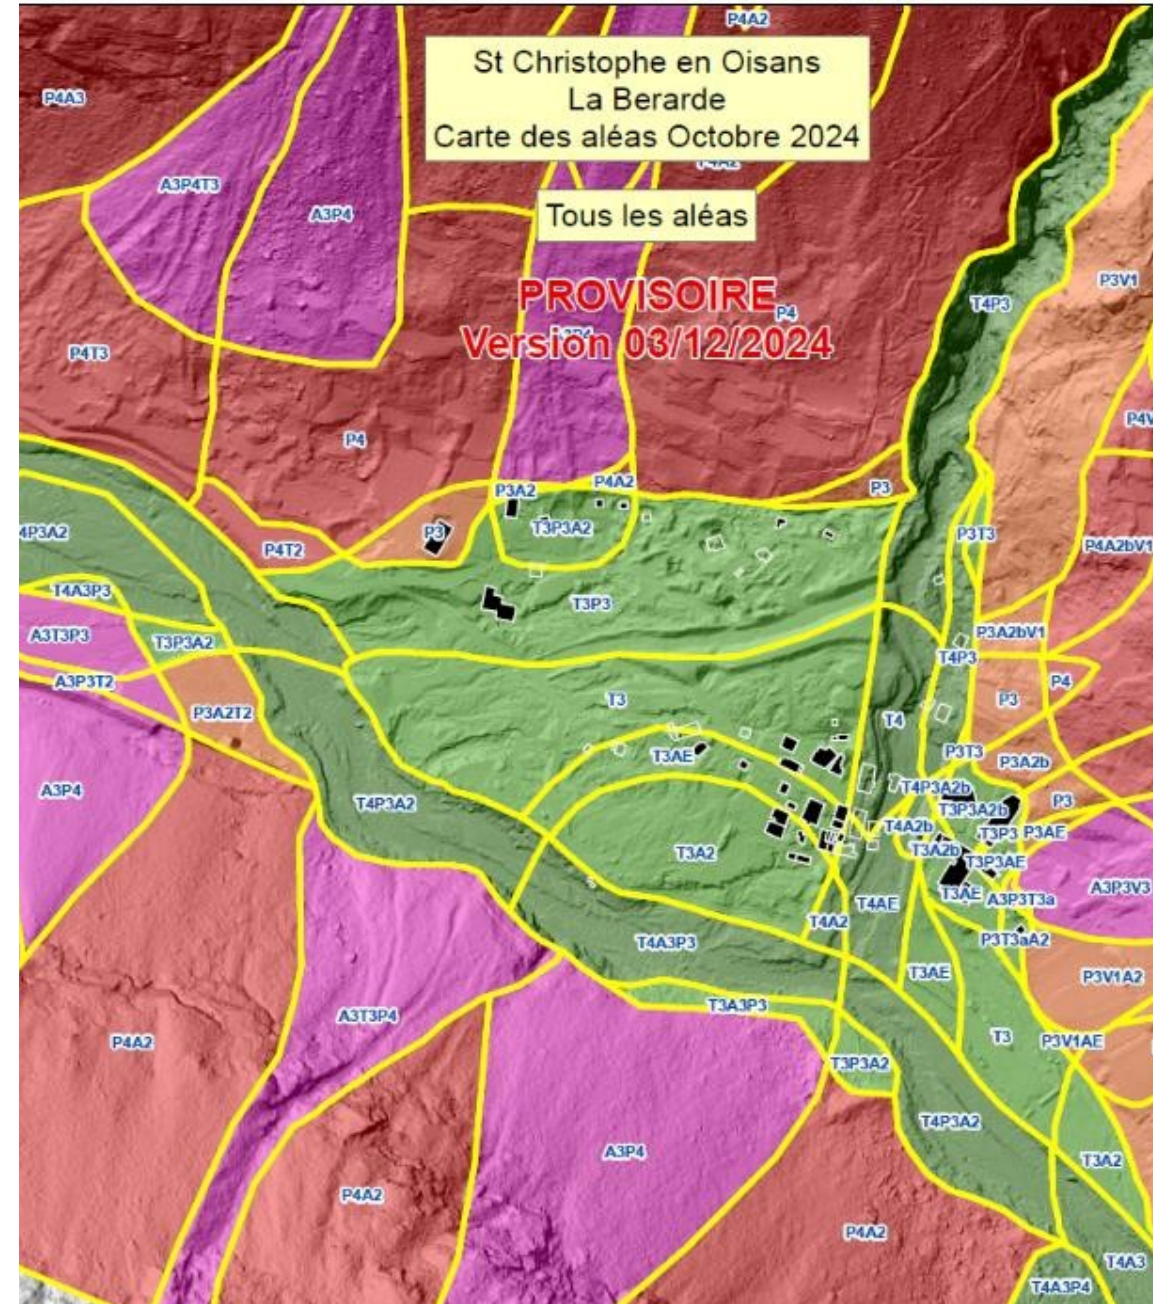 P4A2
St Christophe en Oisans
La Berarde
Carte des aléas Octobre 2024
P4A3
A3P4T3
A3P4
Tous les aléas
P3V1
PROVISOIRE
T4P3
P4
Version 03/12/2024
P4T3
P4
P4V
P3A2
P4A2
P3
4P3A2
P3
T3P3A2
P3T3
P4A2bV1
P4T2
T4A3P3
T3P3
A3T3P3
T3P3A2
P3A2bV1
T4P3
A3P3T2
P4
P3A2T2
T3
P3
T4
T3AE
P3T3
P3A2b
A3P4
T4P3A2
T4P3A2b
P3
T3P3A2b
T4A2b
T3P3
P3AE
T3A2
T3A2b
T3P3AE
A3P3V3
T3AE
A3P3T3a
T4AE
T4A2
T4A3P3
P3T3aA2
T3AE
P3V1A2
T3A3P3
A3T3P4
T3
P4A2
P3V1AE
T3P3A2
T4P3A2
A3P4
T3A2
P4A2
P4A2
T4A3
T4A3P4